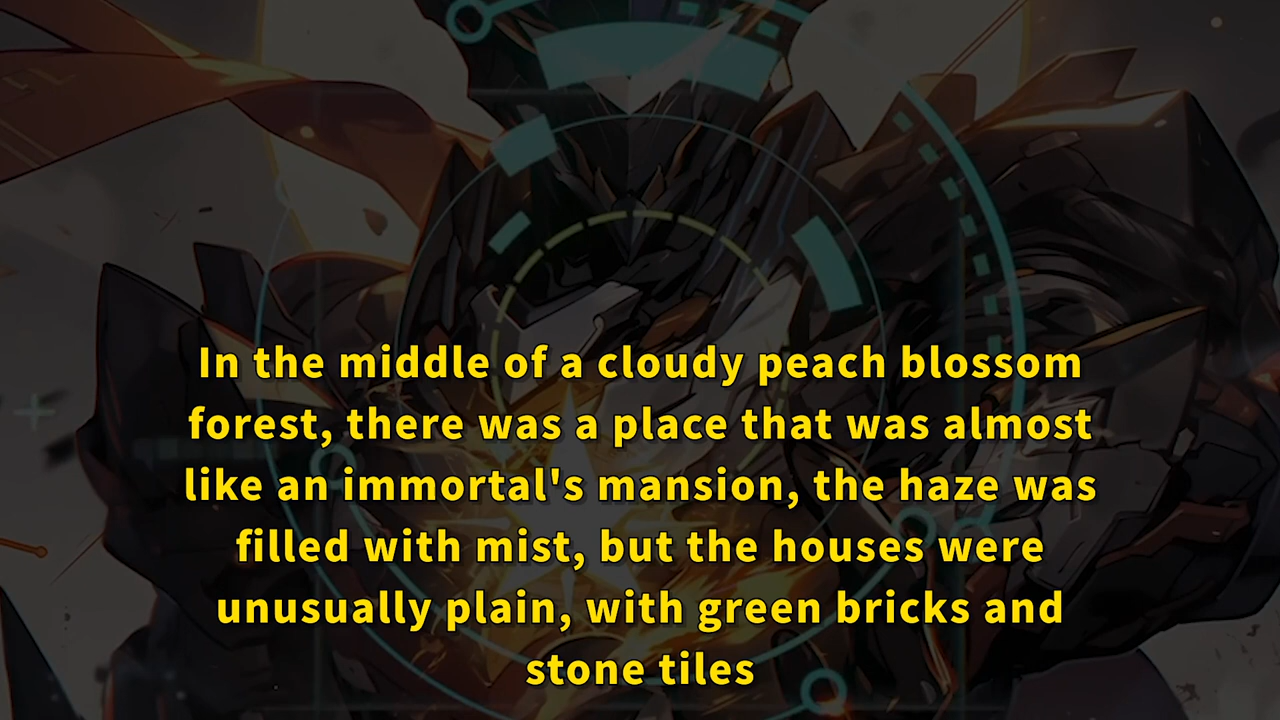 In the middle of a cloudy peach blossom
forest, there was a place that was almost
like an immortal's mansion, the haze was
filled with mist, but the houses were
unusually plain, with green bricks and
stone tiles